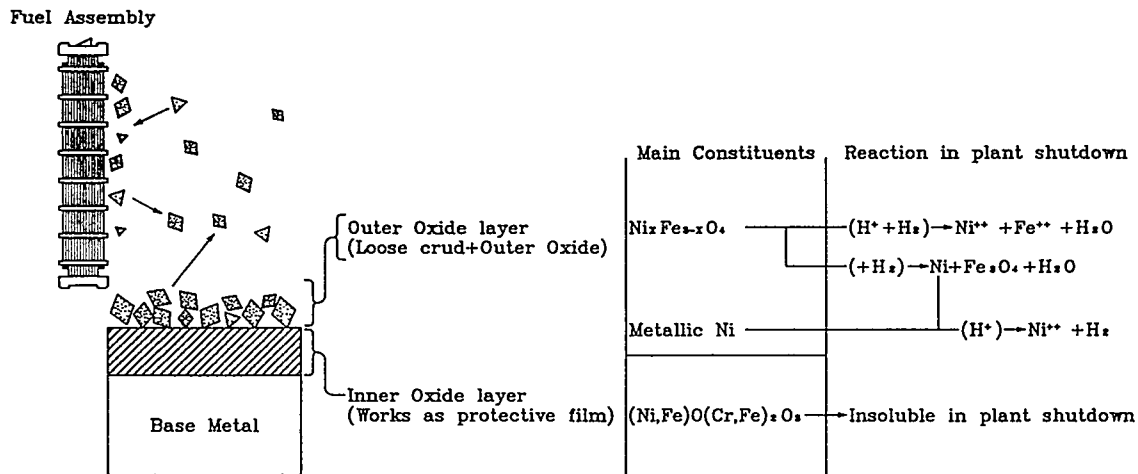 Fuel Assembly
Main Constituents
Reaction in plant shutdown
Outer Oxide layer
(Loose crud+Outer Oxide)
NiₓFe₃₋ₓO₄
(H⁺+H₂)→Ni⁺⁺ +Fe⁺⁺ +H₂O
(+H₂)→Ni+Fe₃O₄+H₂O
Metallic Ni
(H⁺)→Ni⁺⁺ +H₂
Inner Oxide layer
(Works as protective film)
(Ni,Fe)O(Cr,Fe)₂O₃
Insoluble in plant shutdown
Base Metal